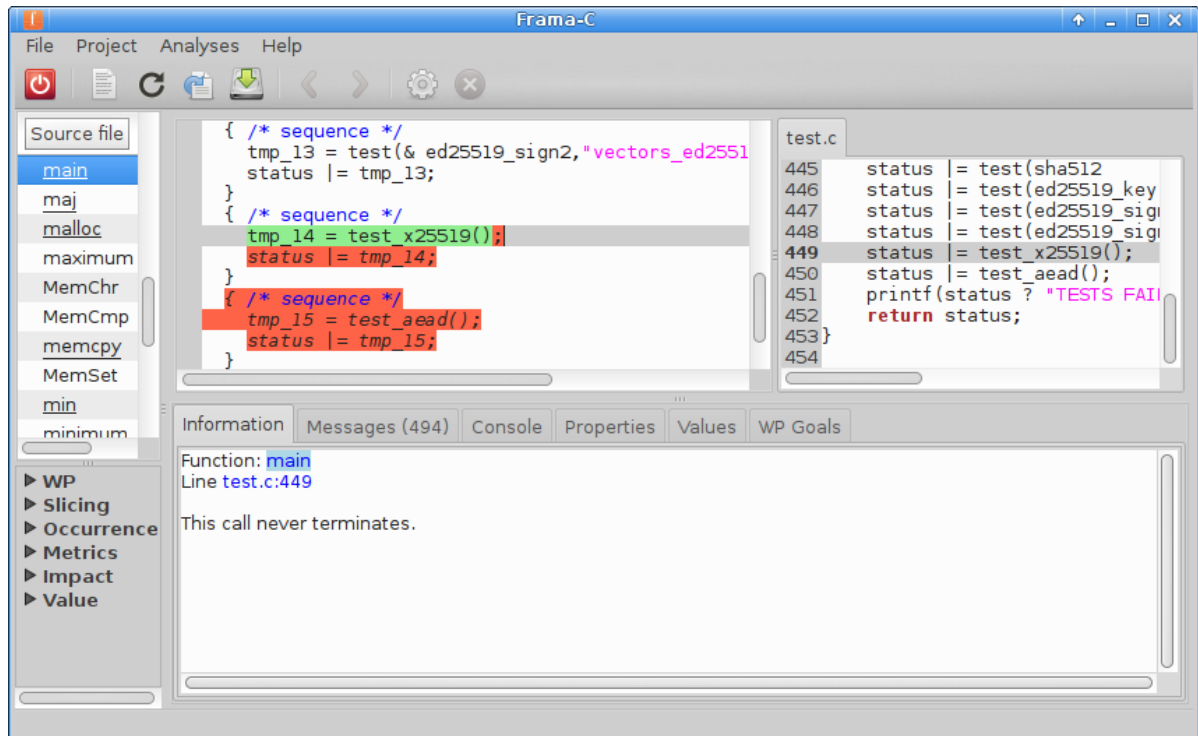 Frama-C
File Project Analyses Help
Source file
main
maj
malloc
maximum
MemChr
MemCmp
memcpy
MemSet
min
minimum
WP
Slicing
Occurrence
Metrics
Impact
Value
{ /* sequence */
tmp_13 = test(& ed25519_sign2,"vectors_ed2551
status |= tmp_13;
}
{ /* sequence */
tmp_14 = test_x25519();
status |= tmp_14;
}
{ /* sequence */
tmp_15 = test_aead();
status |= tmp_15;
}
test.c
445 status |= test(sha512
446 status |= test(ed25519_key
447 status |= test(ed25519_sig
448 status |= test(ed25519_sig
449 status |= test_x25519();
450 status |= test_aead();
451 printf(status ? "TESTS FAI
452 return status;
453 }
454
Information Messages (494) Console Properties Values WP Goals
Function: main
Line test.c:449
This call never terminates.